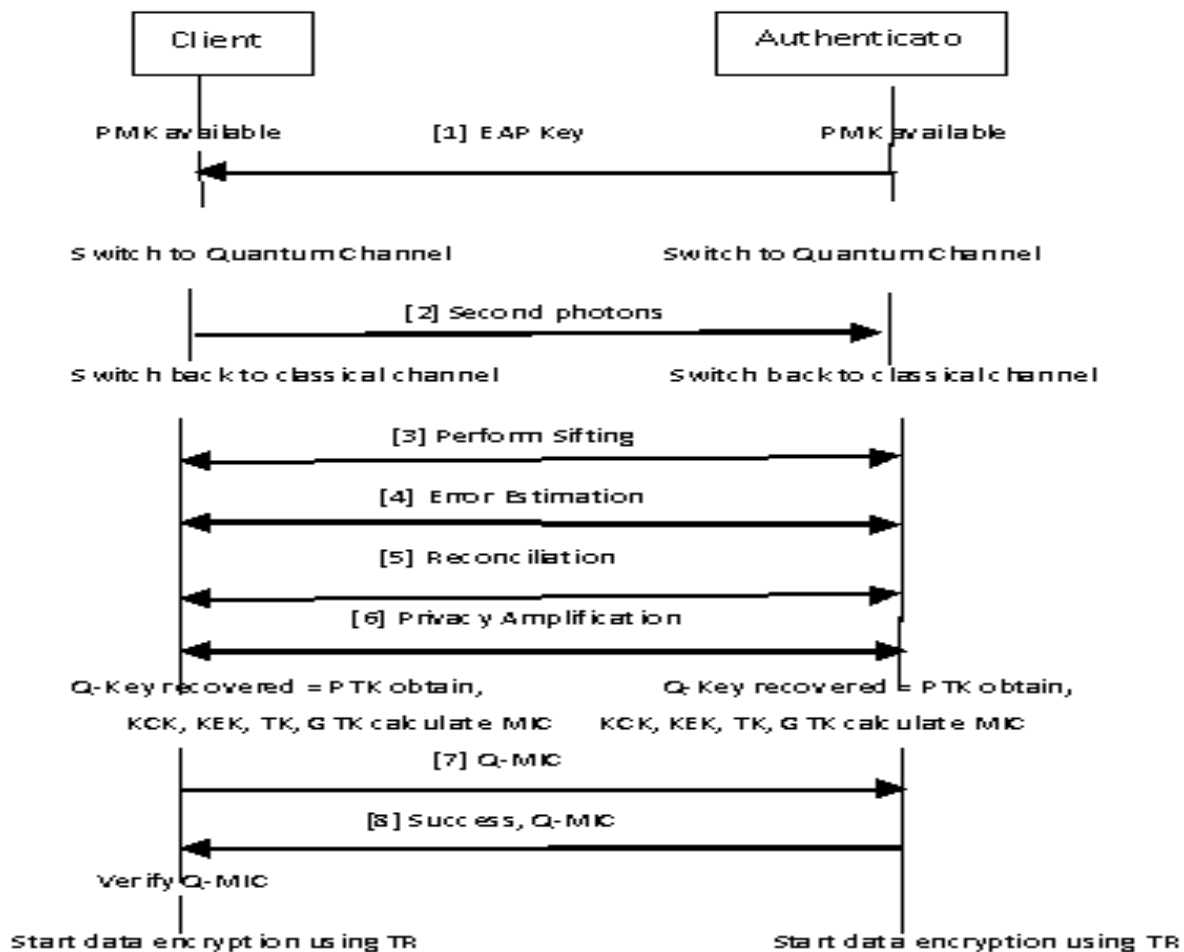 Client
Authenticato
PMK available
[1] EAP Key
PMK available
Switch to Quantum Channel
Switch to Quantum Channel
[2] Second photons
Switch back to classical channel
Switch back to classical channel
[3] Perform Sifting
[4] Error Estimation
[5] Reconciliation
[6] Privacy Amplification
Q-Key recovered = PTK obtain,
Q-Key recovered = PTK obtain,
KCK, KEK, TK, GTK calculate MIC
KCK, KEK, TK, GTK calculate MIC
[7] Q-MIC
[8] Success, Q-MIC
Verify Q-MIC
Start data encryption using TR
Start data encryption using TR